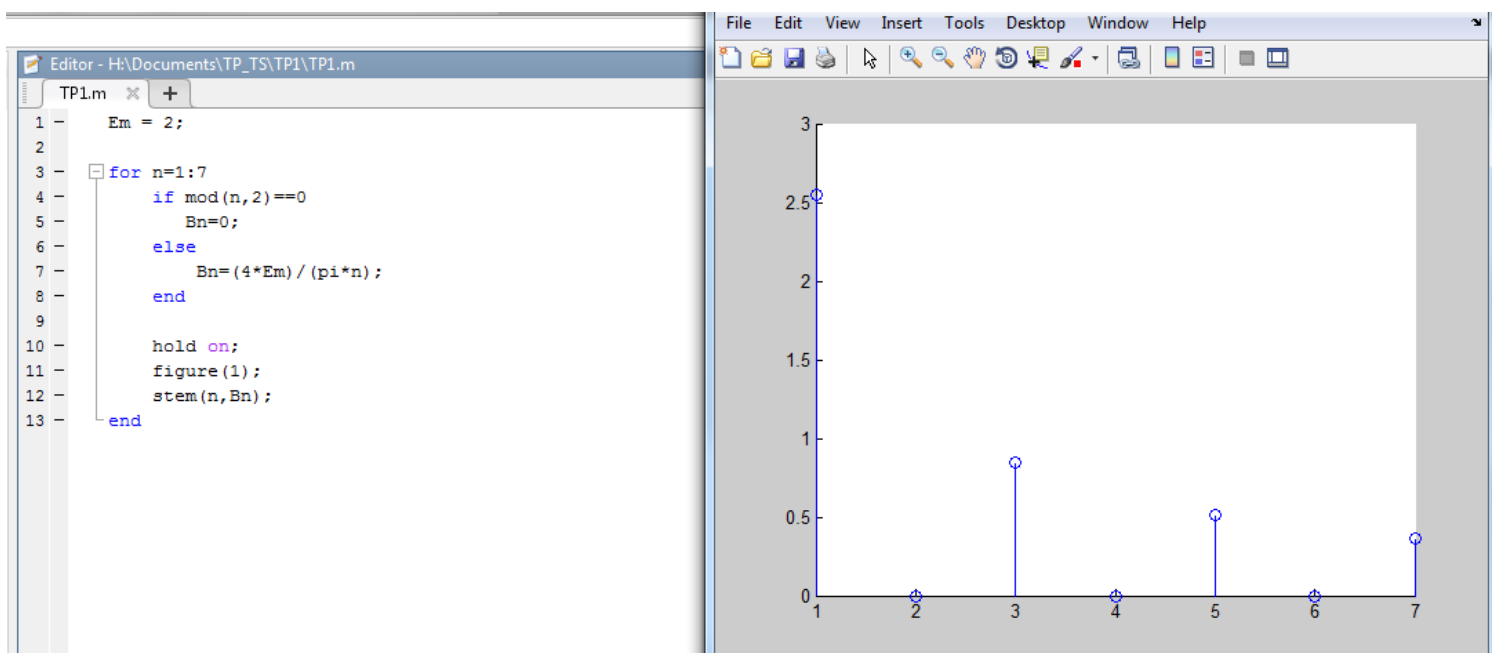 File Edit View Insert Tools Desktop Window Help
Editor - H:\Documents\TP_TS\TP1\TP1.m
TP1.m × +
1 – Em = 2;
2
3 – for n=1:7
4 – if mod(n,2)==0
5 – Bn=0;
6 – else
7 – Bn=(4*Em)/(pi*n);
8 – end
9
10 – hold on;
11 – figure(1);
12 – stem(n,Bn);
13 – end
3
2.5
2
1.5
1
0.5
0
1 2 3 4 5 6 7